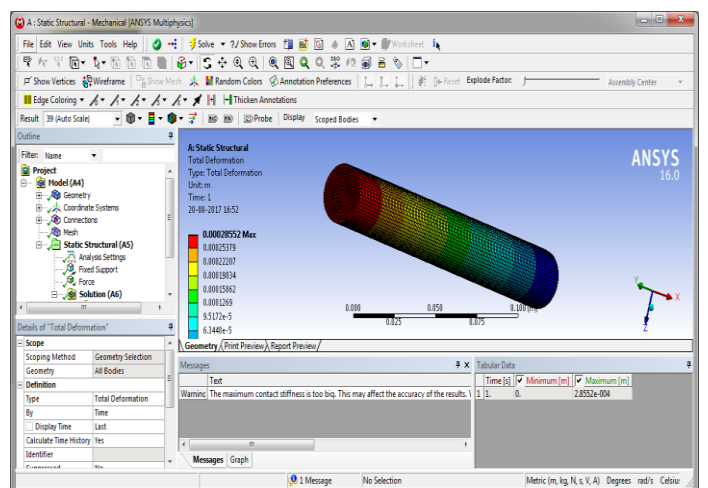 A : Static Structural - Mechanical [ANSYS Multiphysics]
File Edit View Units Tools Help Solve ?/ Show Errors Worksheet
Show Vertices Wireframe Show Mesh Random Colors Annotation Preferences Reset Explode Factor: Assembly Center
Edge Coloring Thicken Annotations
Result 39 (Auto Scale) Probe Display Scoped Bodies
Outline
Filter: Name
Project
Model (A4)
Geometry
Coordinate Systems
Connections
Mesh
Static Structural (A5)
Analysis Settings
Fixed Support
Force
Solution (A6)
A: Static Structural
Total Deformation
Type: Total Deformation
Unit: m
Time: 1
20-08-2017 16:52
0.00028552 Max
0.00025379
0.00022207
0.00019034
0.00015862
0.0001269
9.5172e-5
6.3448e-5
ANSYS
16.0
0.000 0.050 0.100 (m)
0.025 0.075
Y
X
Z
Geometry Print Preview Report Preview
Details of "Total Deformation"
Scope
Scoping Method Geometry Selection
Geometry All Bodies
Definition
Type Total Deformation
By Time
Display Time Last
Calculate Time History Yes
Identifier
Suppressed No
Messages
Text
Warning The maximum contact stiffness is too big. This may affect the accuracy of the results.
Messages Graph
Tabular Data
Time [s] Minimum [m] Maximum [m]
1 1. 0. 2.8552e-004
1 Message No Selection Metric (m, kg, N, s, V, A) Degrees rad/s Celsiu